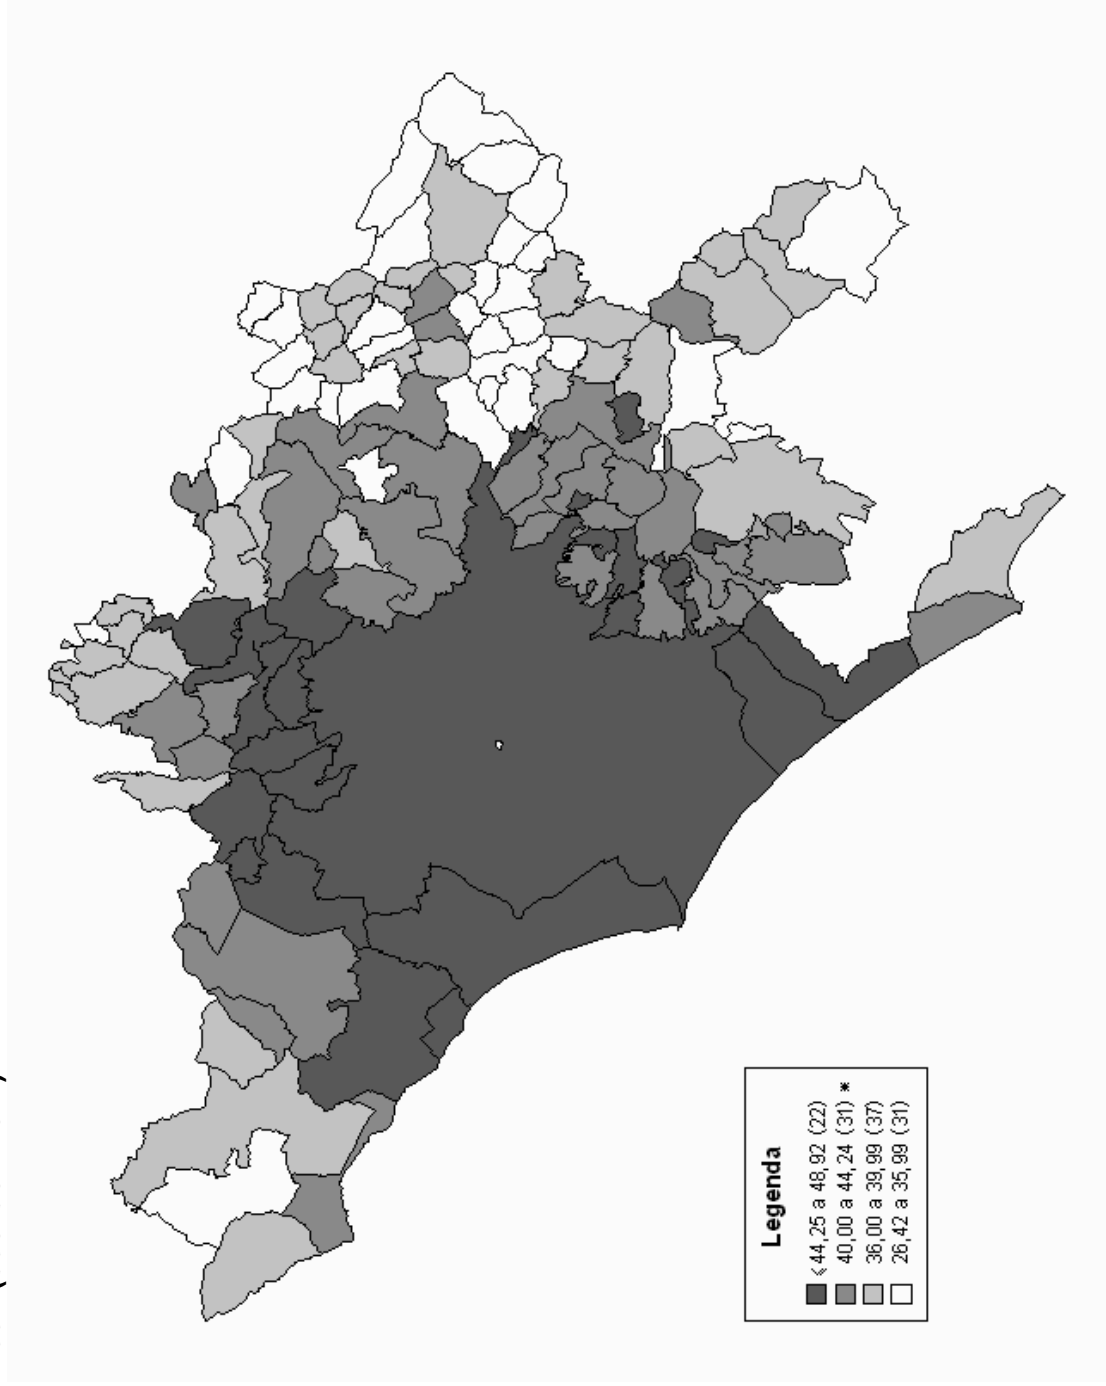 Legenda
< 44,25 a 48,92 (22)
40,00 a 44,24 (31) *
36,00 a 39,99 (37)
26,42 a 35,99 (31)